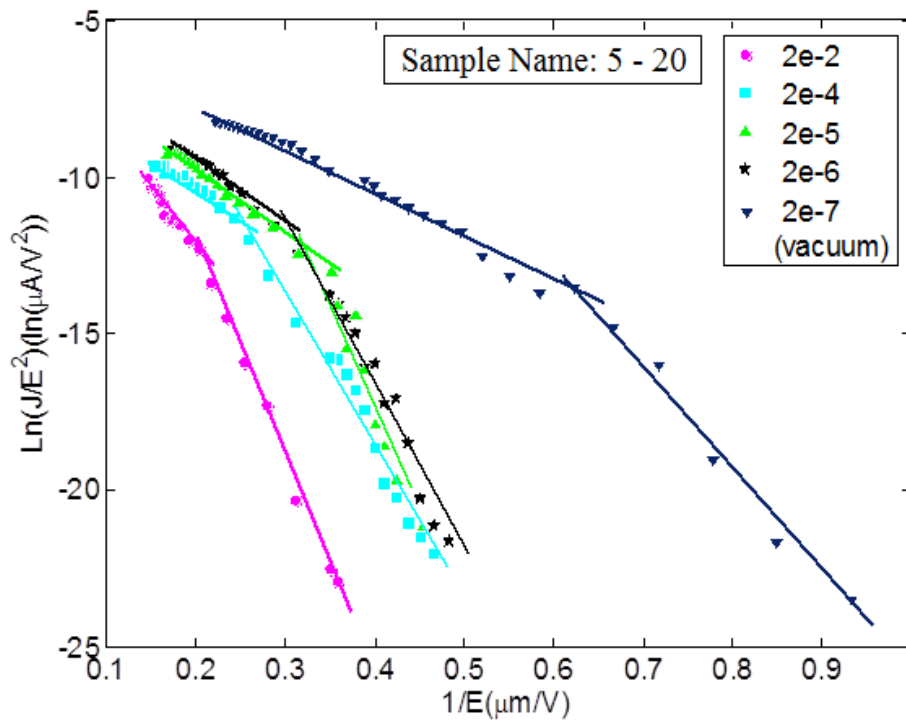 -5
Sample Name: 5 - 20
2e-2
2e-4
2e-5
2e-6
2e-7
(vacuum)
-10
-15
-20
-25
Ln(J/E²)(ln(μA/V²))
0.1 0.2 0.3 0.4 0.5 0.6 0.7 0.8 0.9
1/E(μm/V)